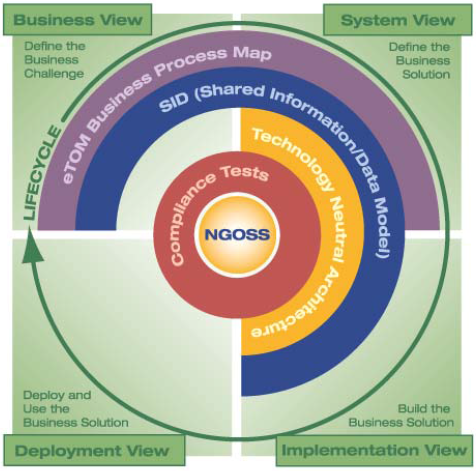 Business View
System View
Define the
Business
Challenge
Define the
Business
Solution
LIFECYCLE
eTOM Business Process Map
SID (Shared Information/Data Model)
Technology Neutral Architecture
Compliance Tests
NGOSS
Deploy and
Use the
Business Solution
Build the
Business Solution
Deployment View
Implementation View